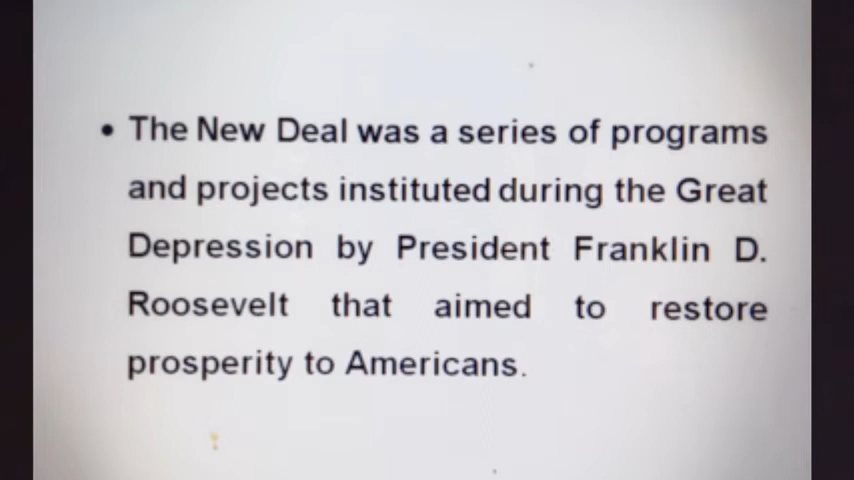 • The New Deal was a series of programs
and projects instituted during the Great
Depression by President Franklin D.
Roosevelt that aimed to restore
prosperity to Americans.